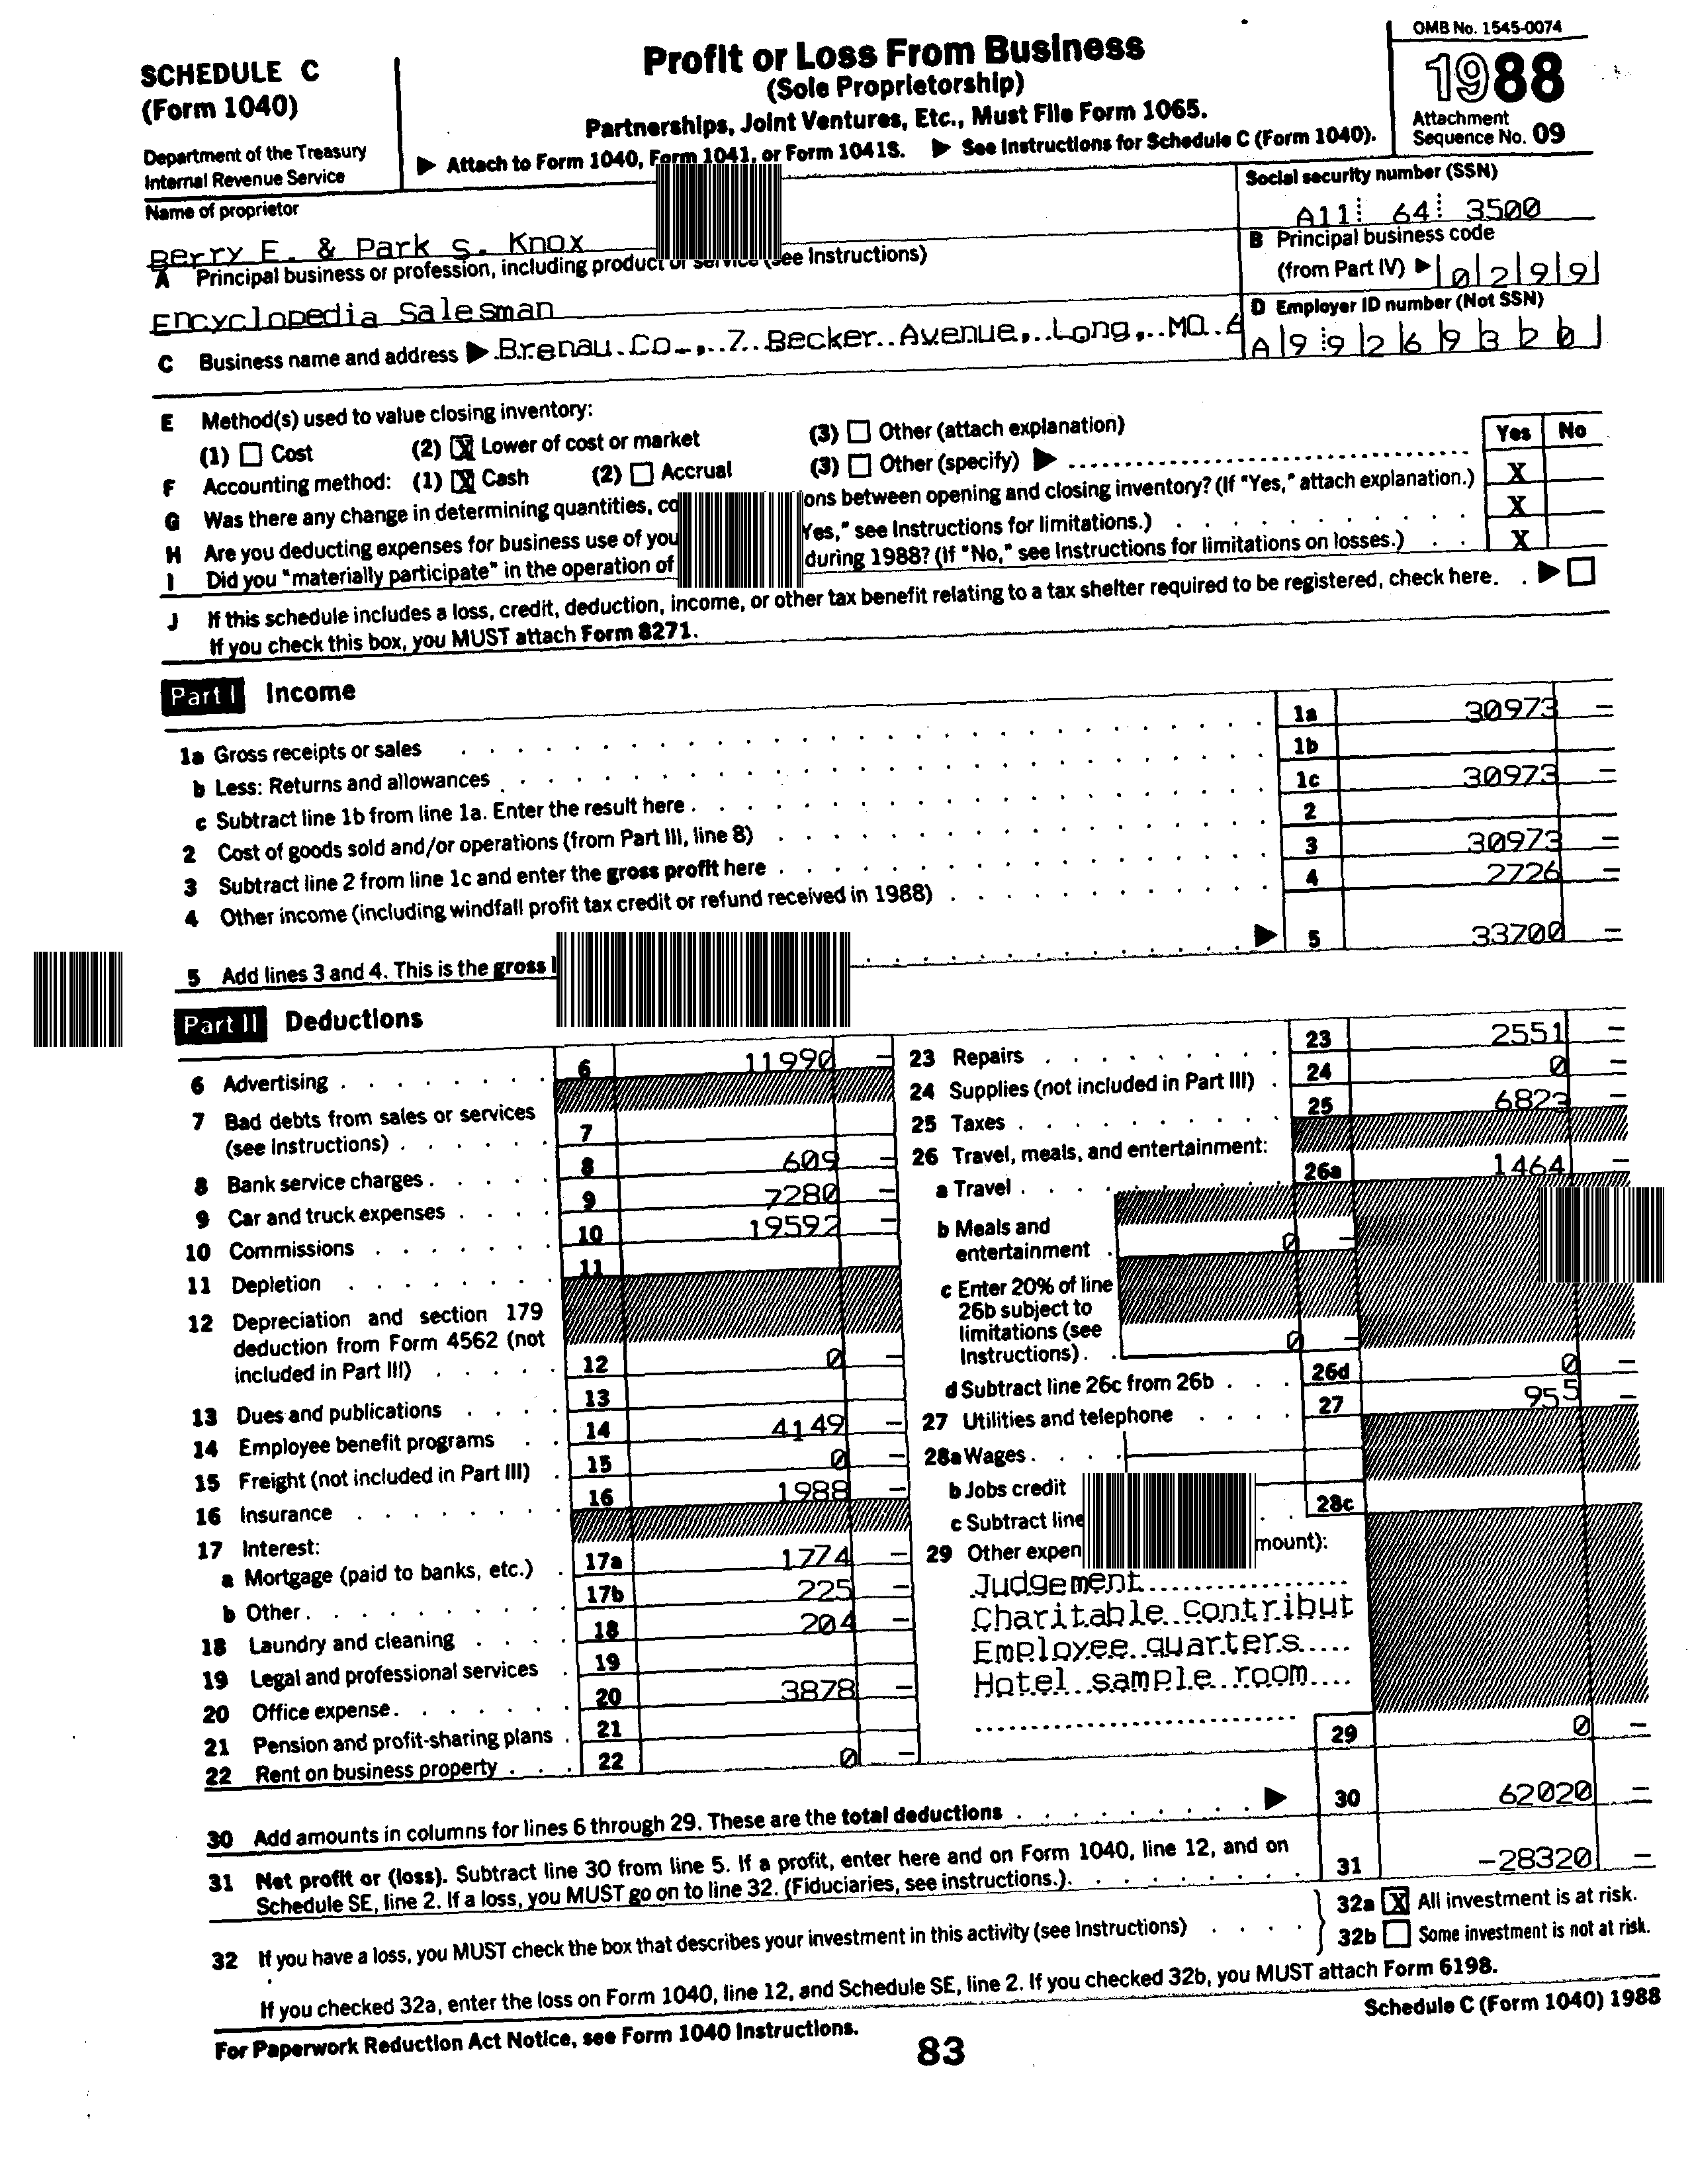 SCHEDULE C
(Form 1040)
Department of the Treasury
Internal Revenue Service
Profit or Loss From Business
(Sole Proprietorship)
Partnerships, Joint Ventures, Etc., Must File Form 1065.
▶ Attach to Form 1040, Form 1041, or Form 1041S. ▶ See Instructions for Schedule C (Form 1040).
OMB No. 1545-0074
1988
Attachment
Sequence No. 09
Name of proprietor
Berry E. & Park S. Knox
Social security number (SSN)
A11 64 3500
A Principal business or profession, including product or service (see Instructions)
Encyclopedia Salesman
B Principal business code
(from Part IV) ▶ 0299
C Business name and address ▶ Brenau Co., 7 Becker Avenue, Long, MO
D Employer ID number (Not SSN)
A99269320
E Method(s) used to value closing inventory:
(1) Cost (2) X Lower of cost or market (3) Other (attach explanation)
F Accounting method: (1) X Cash (2) Accrual (3) Other (specify) ▶
Yes No
G Was there any change in determining quantities, co ons between opening and closing inventory? (If "Yes," attach explanation.) X
H Are you deducting expenses for business use of you Yes," see Instructions for limitations.) X
I Did you "materially participate" in the operation of during 1988? (If "No," see Instructions for limitations on losses.) X
J If this schedule includes a loss, credit, deduction, income, or other tax benefit relating to a tax shelter required to be registered, check here. ▶
If you check this box, you MUST attach Form 8271.
Part I Income
1a Gross receipts or sales 1a 30973 –
b Less: Returns and allowances 1b
c Subtract line 1b from line 1a. Enter the result here 1c 30973 –
2 Cost of goods sold and/or operations (from Part III, line 8) 2
3 Subtract line 2 from line 1c and enter the gross profit here 3 30973 –
4 Other income (including windfall profit tax credit or refund received in 1988) 4 2726 –
5 Add lines 3 and 4. This is the gross ▶ 5 33700 –
Part II Deductions
6 Advertising 6 11990 –
7 Bad debts from sales or services
(see Instructions) 7
8 Bank service charges 8 609 –
9 Car and truck expenses 9 7280 –
10 Commissions 10 19592 –
11 Depletion 11
12 Depreciation and section 179
deduction from Form 4562 (not
included in Part III) 12 0 –
13 Dues and publications 13
14 Employee benefit programs 14 4149 –
15 Freight (not included in Part III) 15 0 –
16 Insurance 16 1988 –
17 Interest:
a Mortgage (paid to banks, etc.) 17a 1774 –
b Other 17b 225 –
18 Laundry and cleaning 18 204 –
19 Legal and professional services 19
20 Office expense 20 3878 –
21 Pension and profit-sharing plans 21
22 Rent on business property 22 0 –
23 Repairs 23 2551 –
24 Supplies (not included in Part III) 24 0 –
25 Taxes 25 6823 –
26 Travel, meals, and entertainment:
a Travel 26a 1464 –
b Meals and
entertainment 0 –
c Enter 20% of line
26b subject to
limitations (see
Instructions) 0 –
d Subtract line 26c from 26b 26d 0 –
27 Utilities and telephone 27 955 –
28a Wages
b Jobs credit
c Subtract line 28c
29 Other expen mount):
Judgement
Charitable Contribut
Employee quarters
Hotel sample room
29 0 –
30 Add amounts in columns for lines 6 through 29. These are the total deductions ▶ 30 62020 –
31 Net profit or (loss). Subtract line 30 from line 5. If a profit, enter here and on Form 1040, line 12, and on
Schedule SE, line 2. If a loss, you MUST go on to line 32. (Fiduciaries, see instructions.) 31 -28320 –
32 If you have a loss, you MUST check the box that describes your investment in this activity (see Instructions)
32a X All investment is at risk.
32b Some investment is not at risk.
If you checked 32a, enter the loss on Form 1040, line 12, and Schedule SE, line 2. If you checked 32b, you MUST attach Form 6198.
For Paperwork Reduction Act Notice, see Form 1040 Instructions.
Schedule C (Form 1040) 1988
83